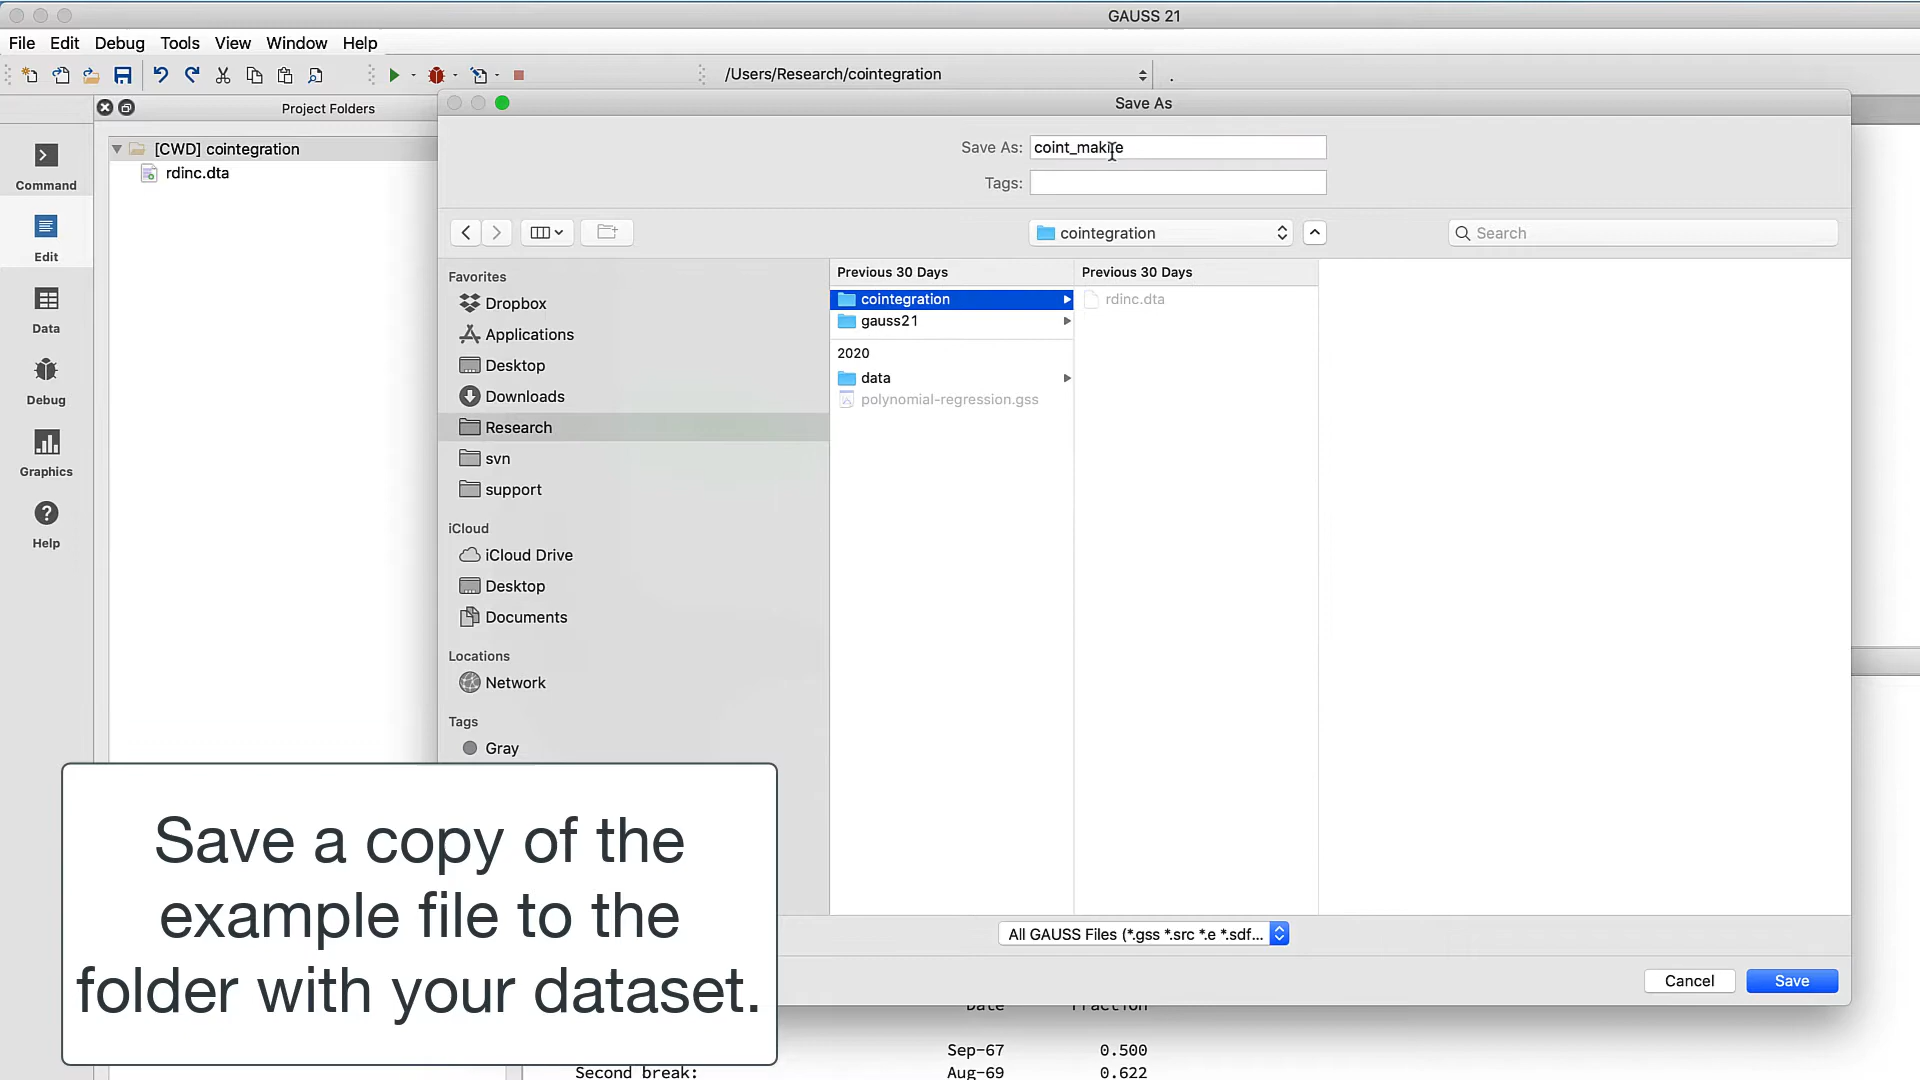 GAUSS 21
File Edit Debug Tools View Window Help
/Users/Research/cointegration
Project Folders
Save As
[CWD] cointegration
rdinc.dta
Command
Edit
Data
Debug
Graphics
Help
Save As:
Tags:
cointegration
Search
Favorites
Dropbox
Applications
Desktop
Downloads
Research
svn
support
iCloud
iCloud Drive
Desktop
Documents
Locations
Network
Tags
Gray
Previous 30 Days
cointegration
gauss21
2020
data
polynomial-regression.gss
Previous 30 Days
rdinc.dta
All GAUSS Files (*.gss *.src *.e *.sdf...
Cancel Save
Save a copy of the
example file to the
folder with your dataset.
Date Fraction
Sep-67 0.500
Second break: Aug-69 0.622